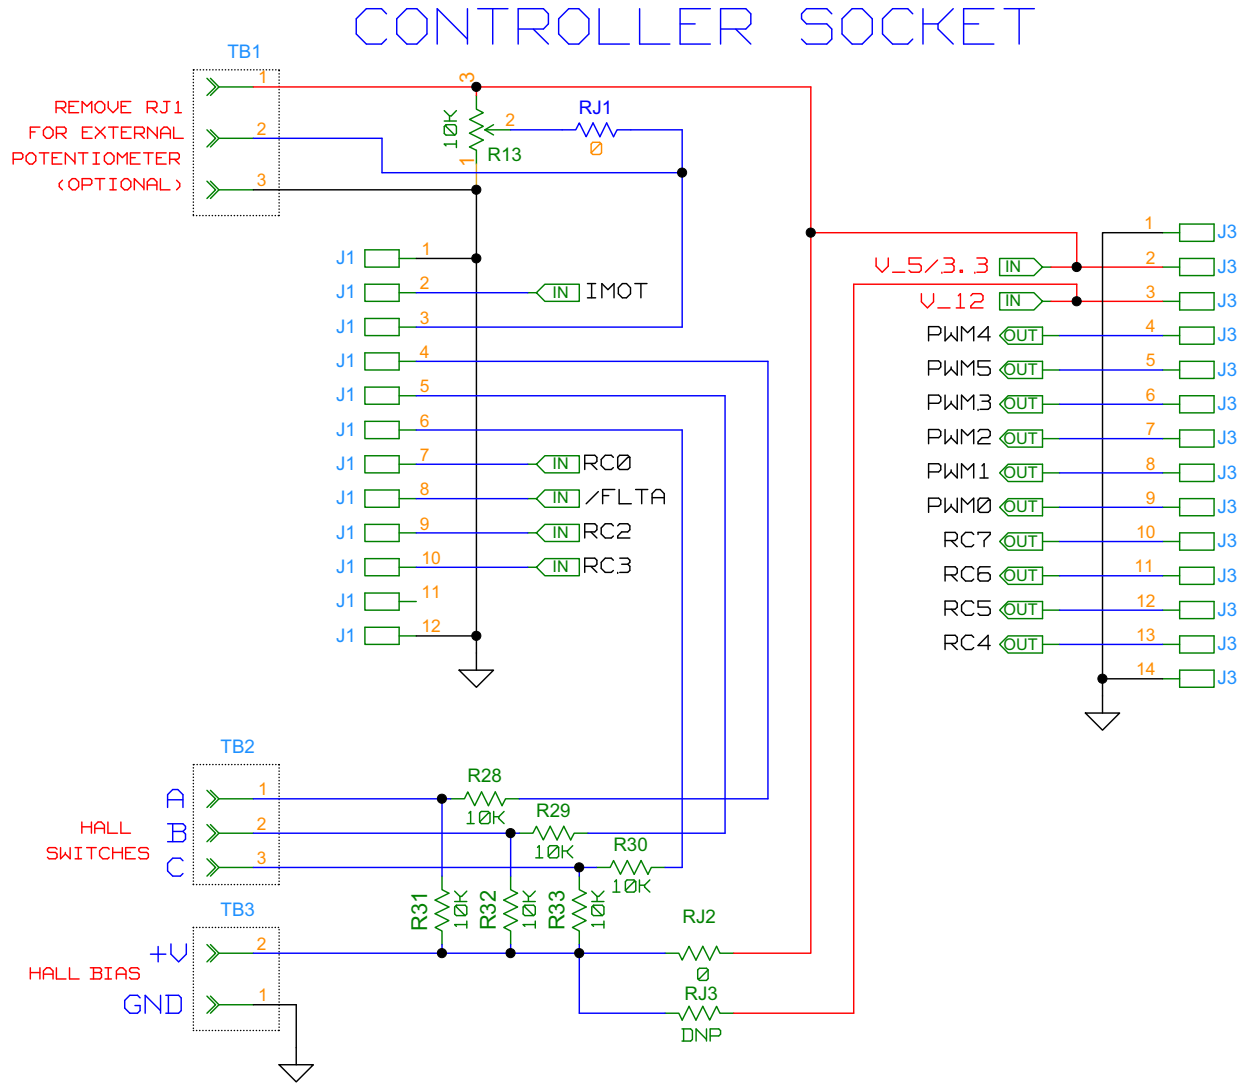 CONTROLLER SOCKET
TB1
1
REMOVE RJ1
FOR EXTERNAL
POTENTIOMETER
(OPTIONAL)
2
3
3
10K
2
1
R13
RJ1
0
J1 1
J1 2 IN IMOT
J1 3
J1 4
J1 5
J1 6
J1 7 IN RC0
J1 8 IN /FLTA
J1 9 IN RC2
J1 10 IN RC3
J1 11
J1 12
1 J3
V_5/3.3 IN 2 J3
V_12 IN 3 J3
PWM4 OUT 4 J3
PWM5 OUT 5 J3
PWM3 OUT 6 J3
PWM2 OUT 7 J3
PWM1 OUT 8 J3
PWM0 OUT 9 J3
RC7 OUT 10 J3
RC6 OUT 11 J3
RC5 OUT 12 J3
RC4 OUT 13 J3
14 J3
TB2
A 1
B 2
C 3
HALL
SWITCHES
R28
10K
R29
10K
R30
10K
R31 10K
R32 10K
R33 10K
TB3
+V 2
HALL BIAS
GND 1
RJ2
0
RJ3
DNP